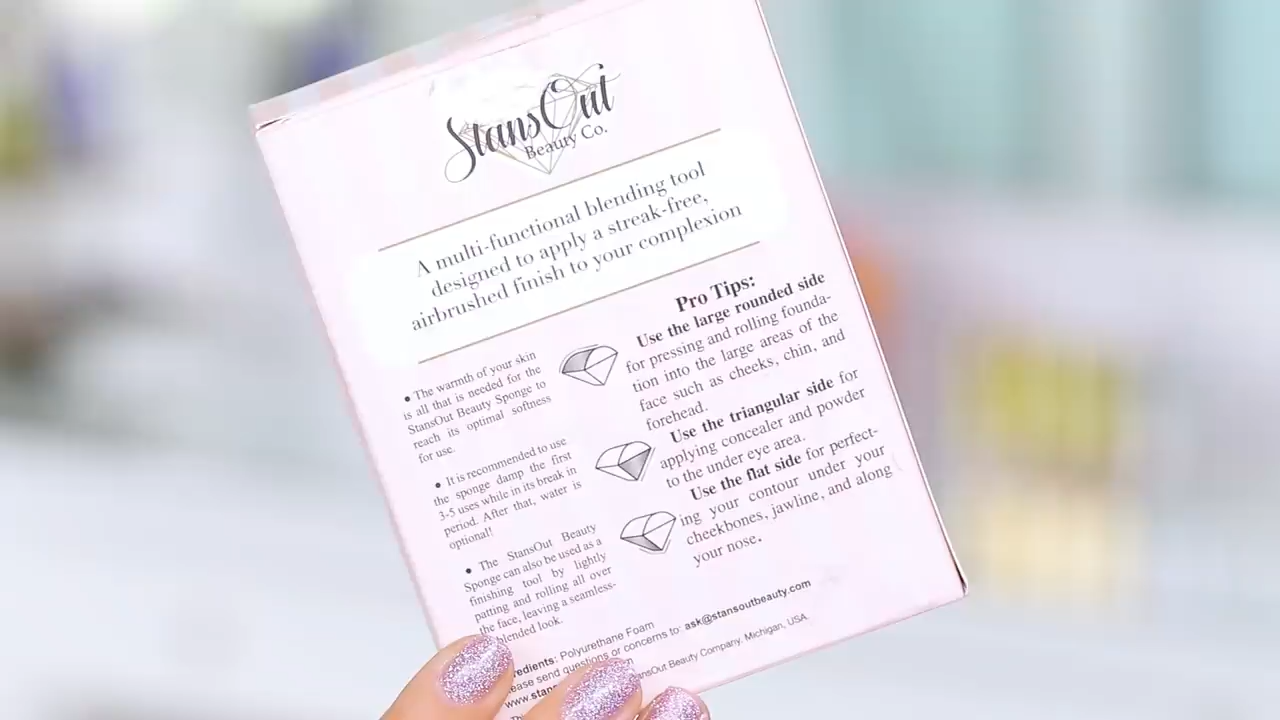 StansOut
Beauty Co.
A multi-functional blending tool
designed to apply a streak-free,
airbrushed finish to your complexion
• The warmth of your skin
is all that is needed for the
StansOut Beauty Sponge to
reach its optimal softness
for use.
• It is recommended to use
the sponge damp the first
3-5 uses while in its break in
period. After that, water is
optional!
• The StansOut Beauty
Sponge can also be used as a
finishing tool by lightly
patting and rolling all over
the face, leaving a seamless-
blended look.
Pro Tips:
Use the large rounded side
for pressing and rolling founda-
tion into the large areas of the
face such as cheeks, chin, and
forehead.
Use the triangular side for
applying concealer and powder
to the under eye area.
Use the flat side for perfect-
ing your contour under your
cheekbones, jawline, and along
your nose.
redients: Polyurethane Foam
ease send questions or concerns to: ask@stansoutbeauty.com
www.stans
nsOut Beauty Company, Michigan, USA.